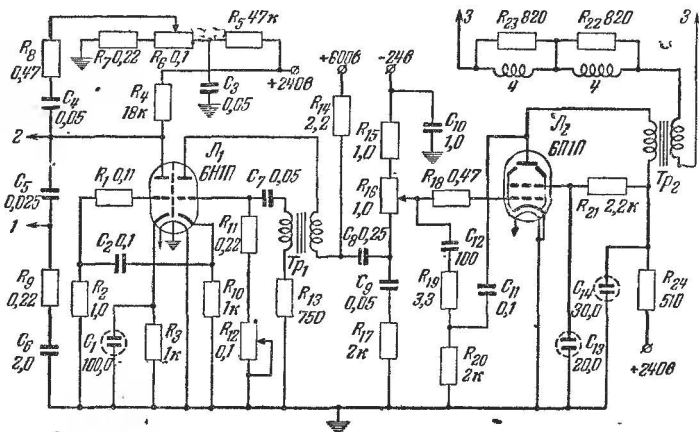 R₅ 47к
R₈
0,47
R₇ 0,22
R₆ 0,1
+240в
C₃
0,05
C₄
0,05
R₄
18к
2
C₅
0,025
1
R₁ 0,11
Л₁
6Н1П
C₇ 0,05
C₂ 0,1
R₁₁
0,22
Тр₁
R₉
0,22
R₂
1,0
C₆
2,0
C₁
100,0
R₃
1к
R₁₀
1к
R₁₂
0,1
R₁₃
750
+600в
-24в
R₁₄
2,2
R₁₅
1,0
C₁₀
1,0
R₁₆
1,0
R₁₈ 0,47
C₈ 0,25
C₉
0,05
R₁₇
2к
C₁₂
100
R₁₉
3,3
R₂₀
2к
C₁₁
0,1
3
R₂₃ 820
R₂₂ 820
3
4
4
Л₂
6П1П
R₂₁ 2,2к
Тр₂
C₁₄
30,0
R₂₄
510
C₁₃
20,0
+240в